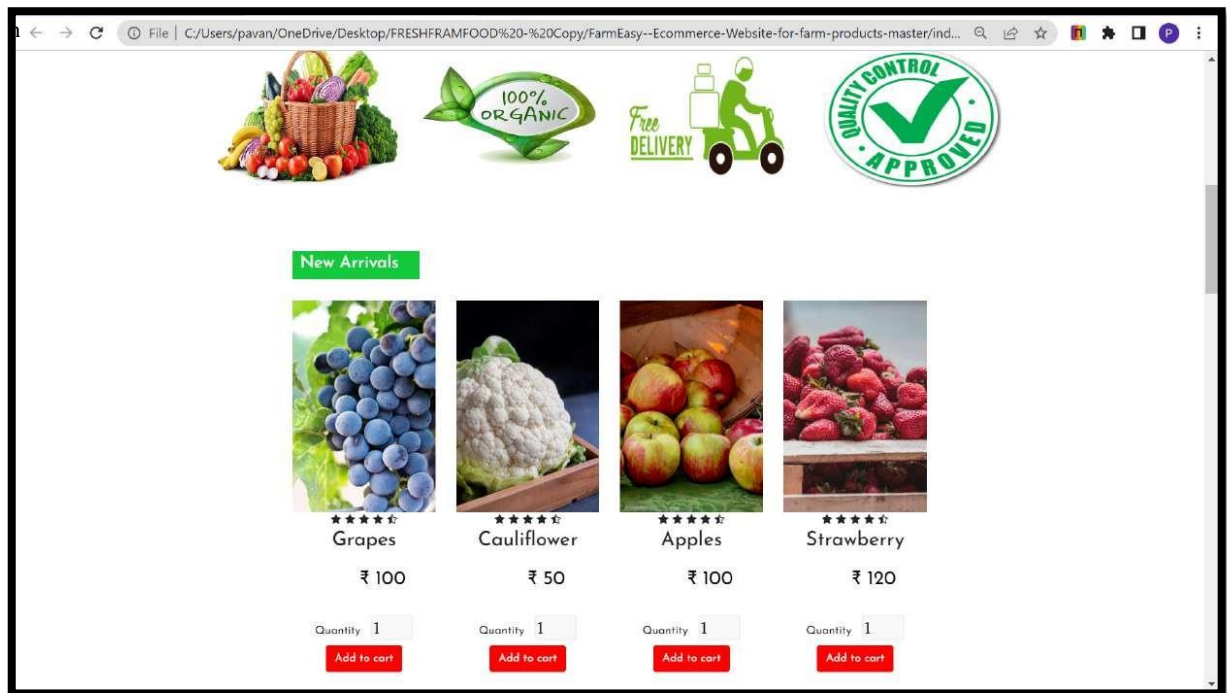 File | C:/Users/pavan/OneDrive/Desktop/FRESHFRAMFOOD%20-%20Copy/FarmEasy--Ecommerce-Website-for-farm-products-master/ind...
P
100%
ORGANIC
Free
DELIVERY
QUALITY CONTROL
APPROVED
New Arrivals
Grapes Cauliflower Apples Strawberry
₹ 100 ₹ 50 ₹ 100 ₹ 120
Quantity 1 Quantity 1 Quantity 1 Quantity 1
Add to cart Add to cart Add to cart Add to cart